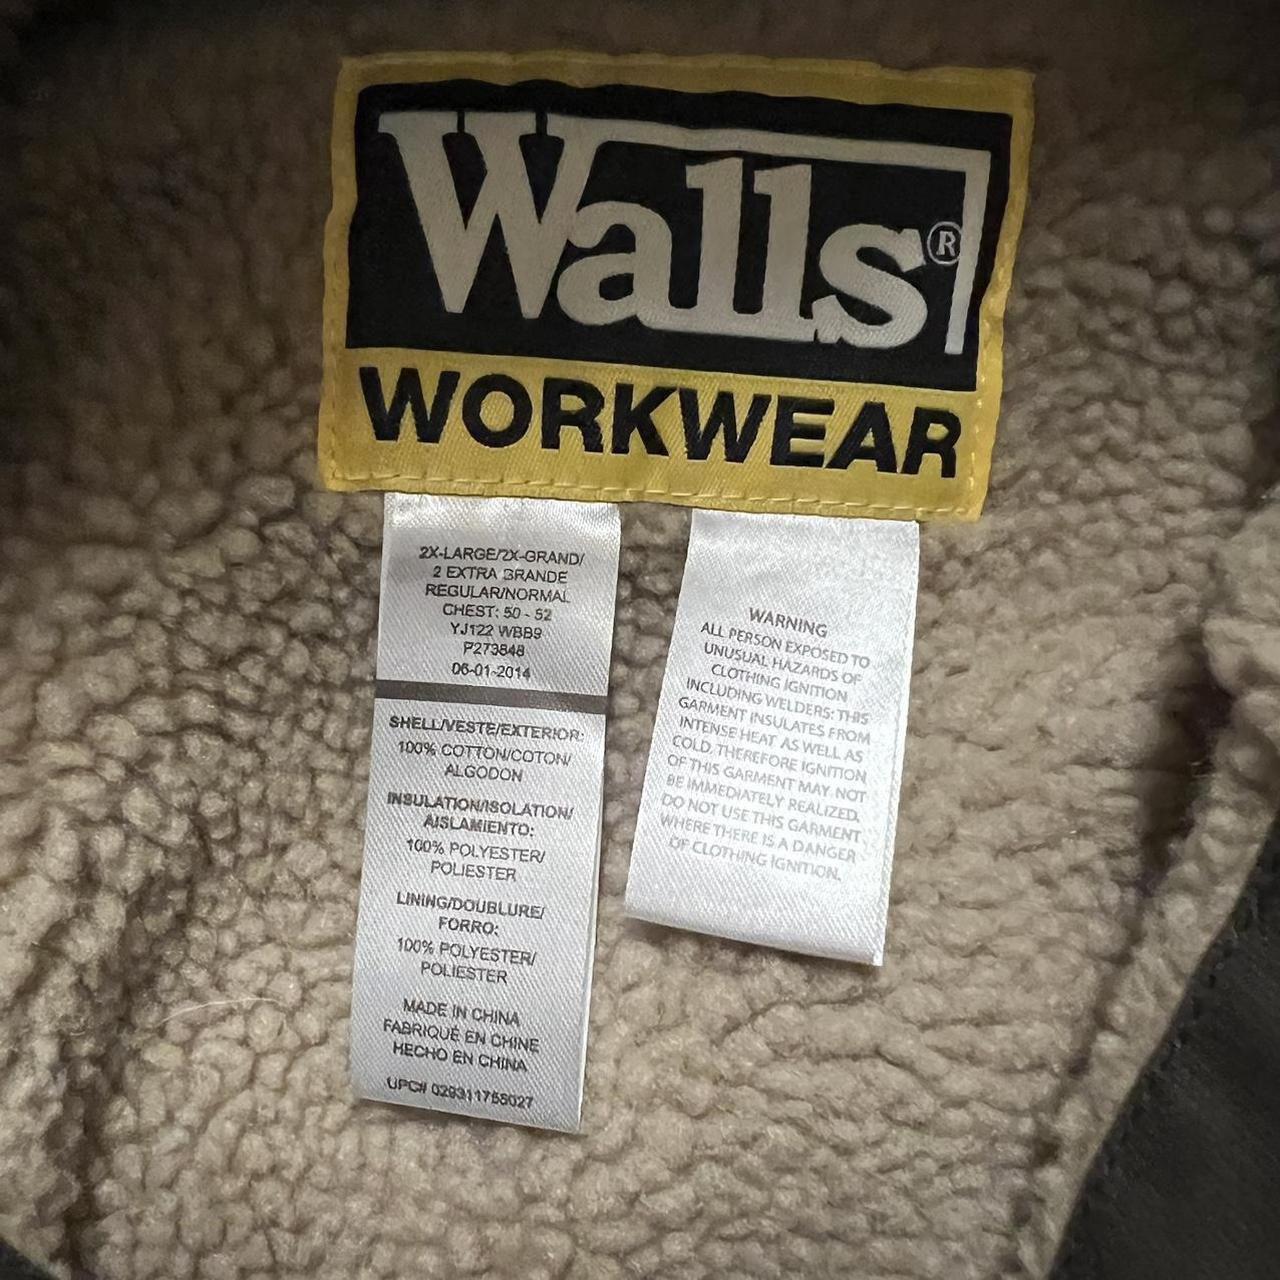 Walls®
WORKWEAR
2X-LARGE/2X-GRAND/
2 EXTRA GRANDE
REGULAR/NORMAL
CHEST: 50 - 52
YJ122 WBB9
P273848
06-01-2014
SHELL/VESTE/EXTERIOR:
100% COTTON/COTON/
ALGODON
INSULATION/ISOLATION/
AISLAMIENTO:
100% POLYESTER/
POLIESTER
LINING/DOUBLURE/
FORRO:
100% POLYESTER/
POLIESTER
MADE IN CHINA
FABRIQUÉ EN CHINE
HECHO EN CHINA
UPC# 029311755027
WARNING
ALL PERSON EXPOSED TO
UNUSUAL HAZARDS OF
CLOTHING IGNITION
INCLUDING WELDERS: THIS
GARMENT INSULATES FROM
INTENSE HEAT AS WELL AS
COLD. THEREFORE IGNITION
OF THIS GARMENT MAY NOT
BE IMMEDIATELY REALIZED.
DO NOT USE THIS GARMENT
WHERE THERE IS A DANGER
OF CLOTHING IGNITION.